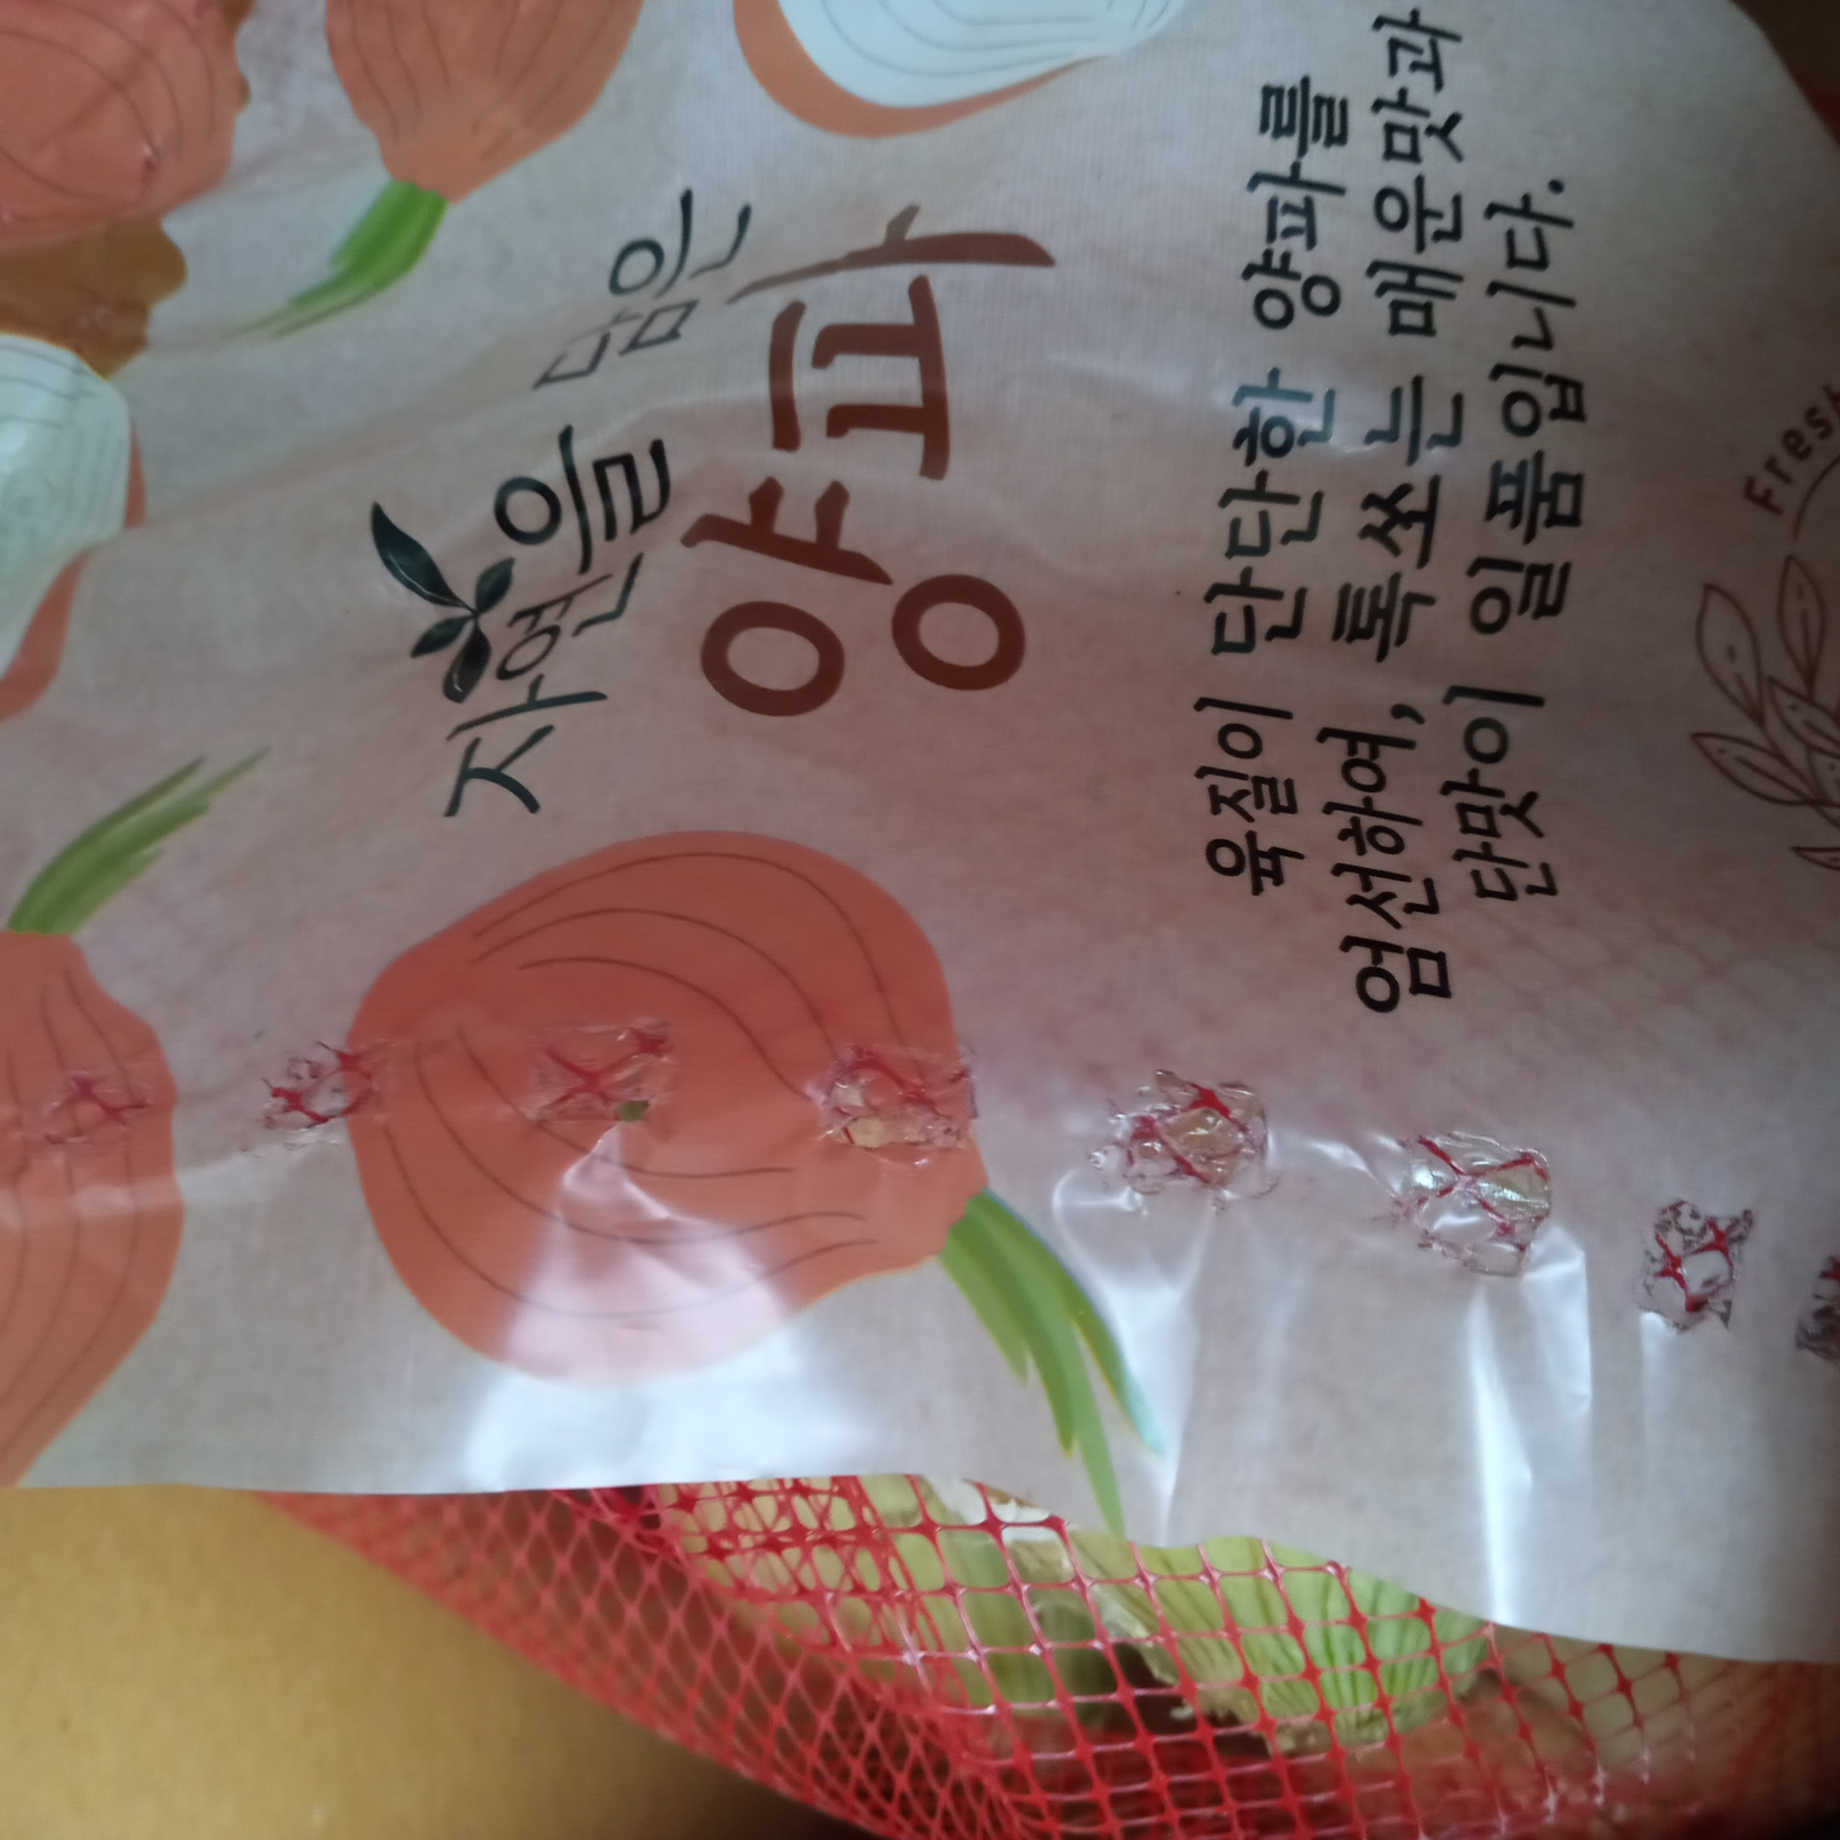 자연을 담은
양파
육질이 단단한 양파를
엄선하여, 톡쏘는 매운맛과
단맛이 일품입니다.